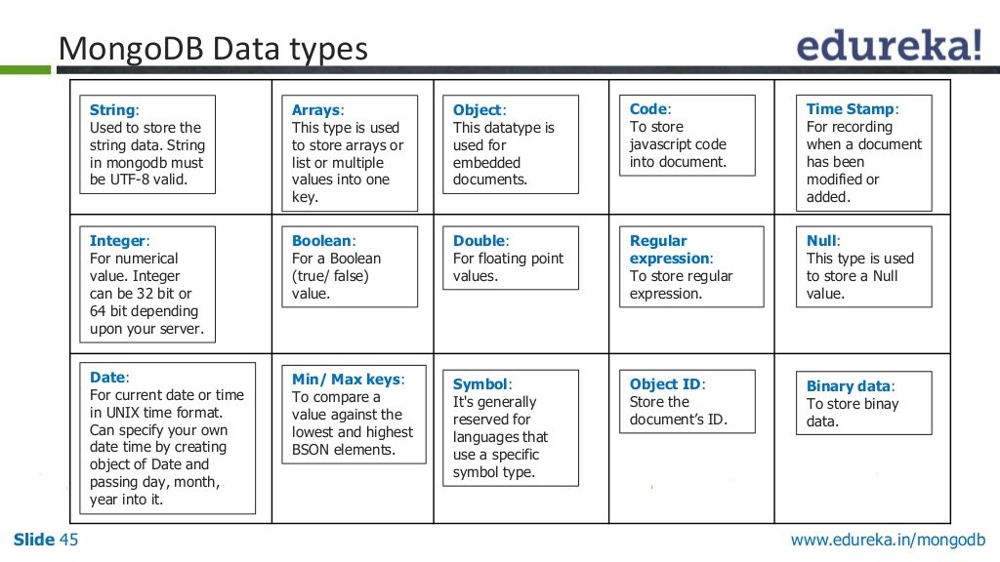 MongoDB Data types
edureka!
String:
Used to store the
string data. String
in mongodb must
be UTF-8 valid.
Arrays:
This type is used
to store arrays or
list or multiple
values into one
key.
Object:
This datatype is
used for
embedded
documents.
Code:
To store
javascript code
into document.
Time Stamp:
For recording
when a document
has been
modified or
added.
Integer:
For numerical
value. Integer
can be 32 bit or
64 bit depending
upon your server.
Boolean:
For a Boolean
(true/ false)
value.
Double:
For floating point
values.
Regular
expression:
To store regular
expression.
Null:
This type is used
to store a Null
value.
Date:
For current date or time
in UNIX time format.
Can specify your own
date time by creating
object of Date and
passing day, month,
year into it.
Min/ Max keys:
To compare a
value against the
lowest and highest
BSON elements.
Symbol:
It's generally
reserved for
languages that
use a specific
symbol type.
Object ID:
Store the
document’s ID.
Binary data:
To store binay
data.
Slide 45
www.edureka.in/mongodb